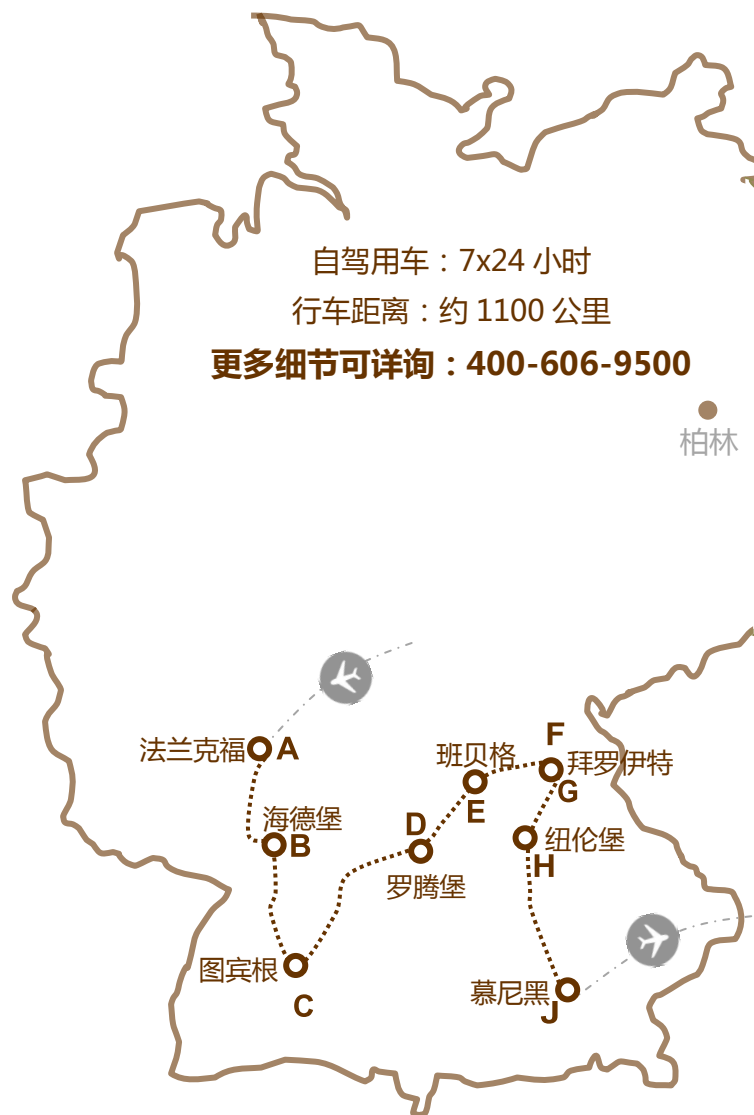 自驾用车：7x24 小时
行车距离：约 1100 公里
更多细节可详询：400-606-9500
柏林
法兰克福 A
海德堡
B
图宾根
C
D
罗腾堡
班贝格
E
F
拜罗伊特
G
纽伦堡
H
慕尼黑
J